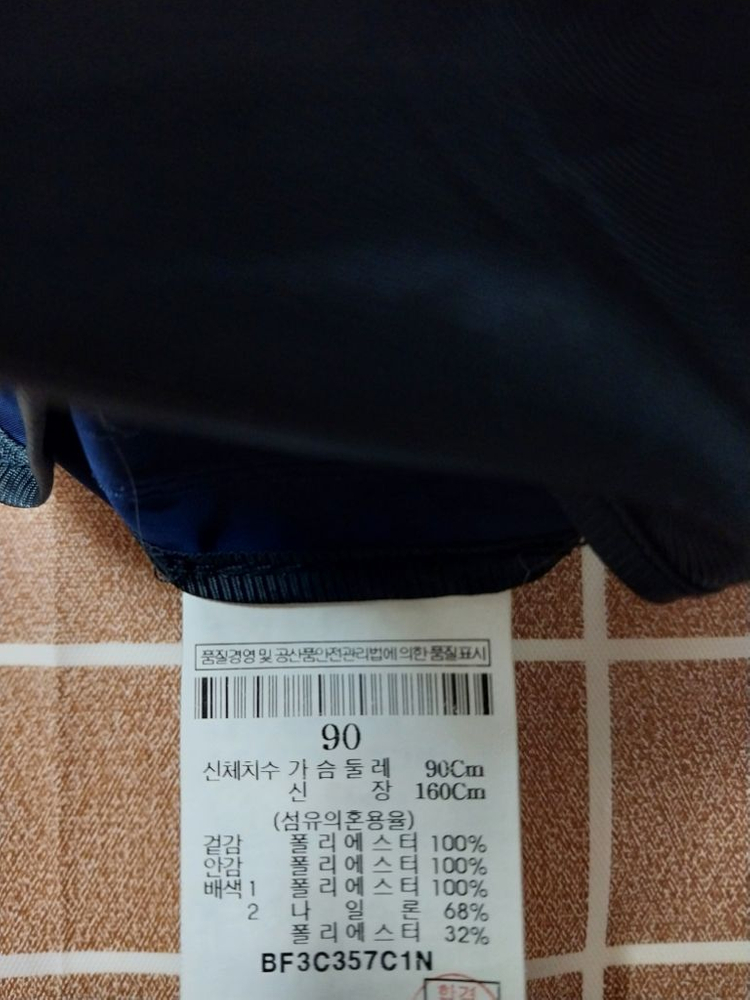 품질경영 및 공산품안전관리법에 의한 품질표시
90
신체치수 가슴둘레 90Cm
신장 160Cm
(섬유의혼용율)
겉감 폴리에스터 100%
안감 폴리에스터 100%
배색1 폴리에스터 100%
2 나일론 68%
폴리에스터 32%
BF3C357C1N
합격